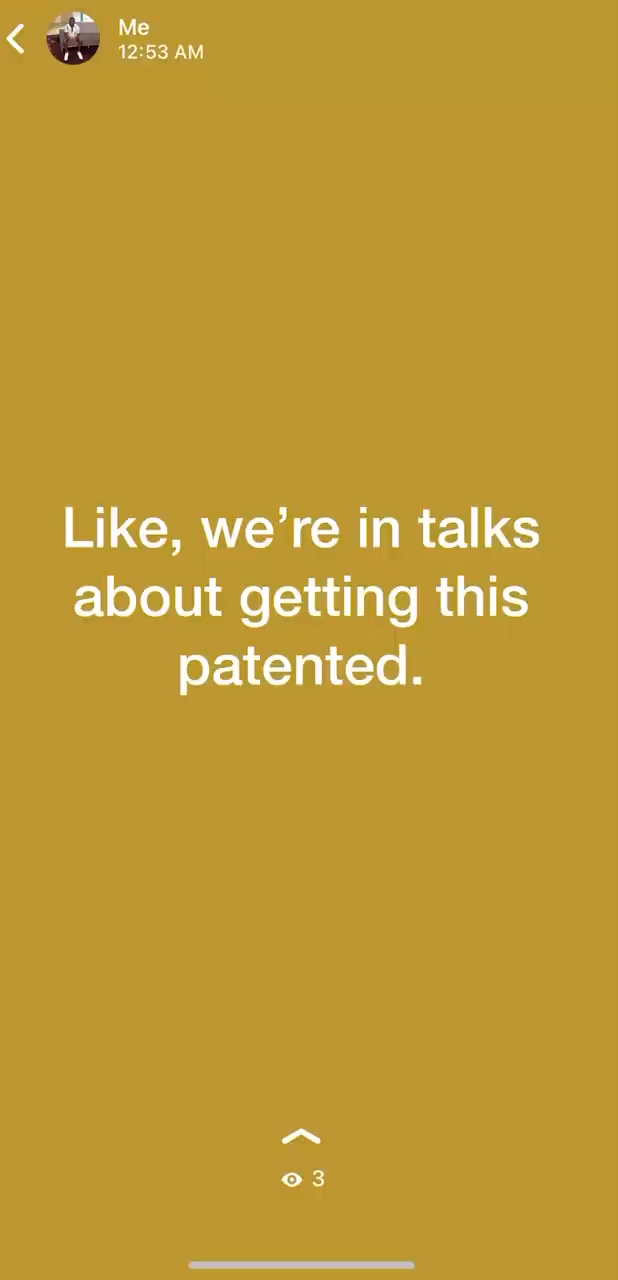 Me
12:53 AM
Like, we’re in talks
about getting this
patented.
3